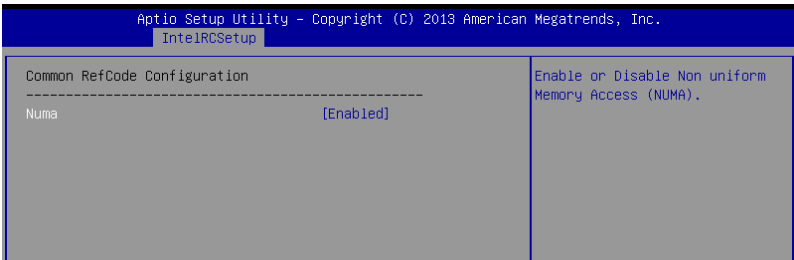 Aptio Setup Utility – Copyright (C) 2013 American Megatrends, Inc.
IntelRCSetup
Common RefCode Configuration
--------------------------------------------------
Numa [Enabled]
Enable or Disable Non uniform
Memory Access (NUMA).